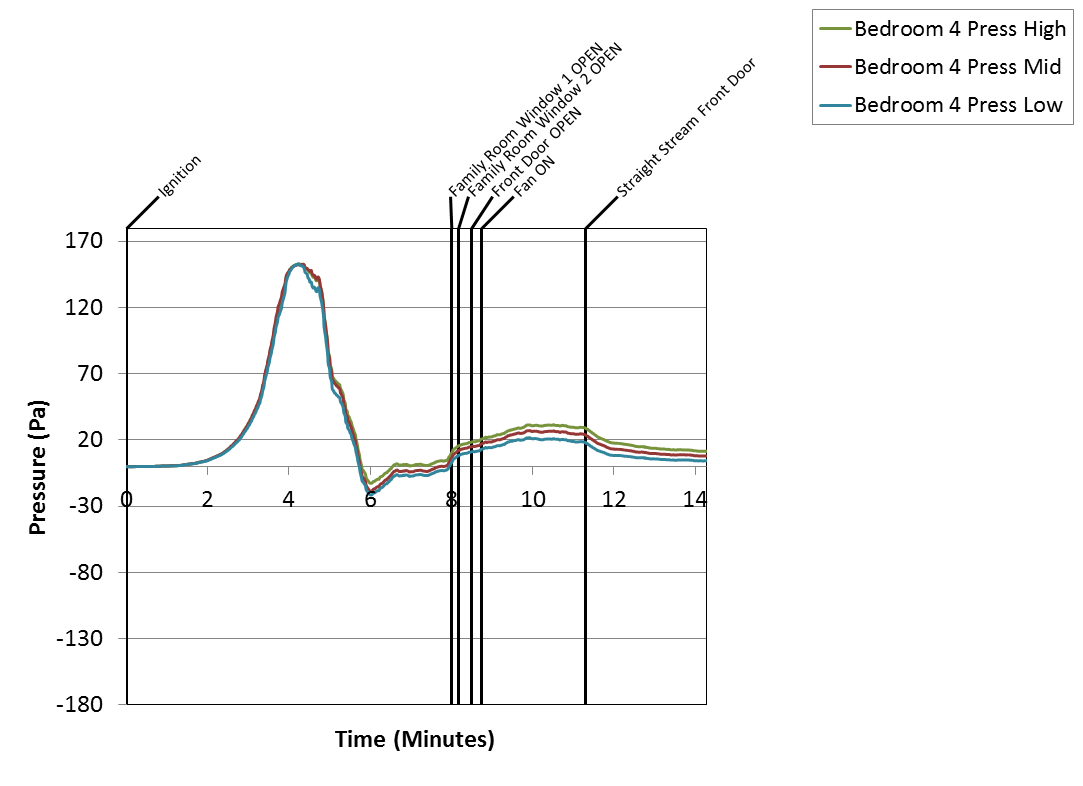 Bedroom 4 Press High
Bedroom 4 Press Mid
Bedroom 4 Press Low
Ignition
Family Room Window 1 OPEN
Family Room Window 2 OPEN
Front Door OPEN
Fan ON
Straight Stream Front Door
170
120
70
20
-30
-80
-130
-180
0 2 4 6 8 10 12 14
Pressure (Pa)
Time (Minutes)